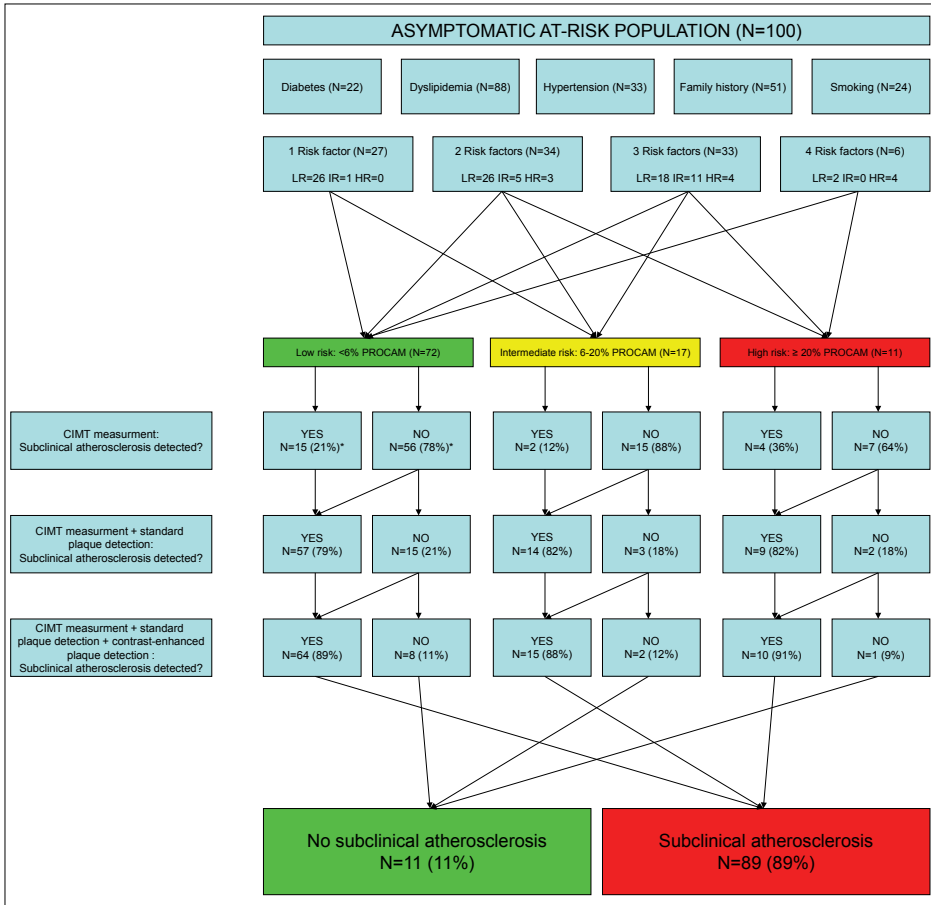 ASYMPTOMATIC AT-RISK POPULATION (N=100)
Diabetes (N=22)
Dyslipidemia (N=88)
Hypertension (N=33)
Family history (N=51)
Smoking (N=24)
1 Risk factor (N=27)
LR=26 IR=1 HR=0
2 Risk factors (N=34)
LR=26 IR=5 HR=3
3 Risk factors (N=33)
LR=18 IR=11 HR=4
4 Risk factors (N=6)
LR=2 IR=0 HR=4
Low risk: <6% PROCAM (N=72)
Intermediate risk: 6-20% PROCAM (N=17)
High risk: ≥ 20% PROCAM (N=11)
CIMT measurment:
Subclinical atherosclerosis detected?
YES
N=15 (21%)*
NO
N=56 (78%)*
YES
N=2 (12%)
NO
N=15 (88%)
YES
N=4 (36%)
NO
N=7 (64%)
CIMT measurment + standard
plaque detection:
Subclinical atherosclerosis detected?
YES
N=57 (79%)
NO
N=15 (21%)
YES
N=14 (82%)
NO
N=3 (18%)
YES
N=9 (82%)
NO
N=2 (18%)
CIMT measurment + standard
plaque detection + contrast-enhanced
plaque detection :
Subclinical atherosclerosis detected?
YES
N=64 (89%)
NO
N=8 (11%)
YES
N=15 (88%)
NO
N=2 (12%)
YES
N=10 (91%)
NO
N=1 (9%)
No subclinical atherosclerosis
N=11 (11%)
Subclinical atherosclerosis
N=89 (89%)